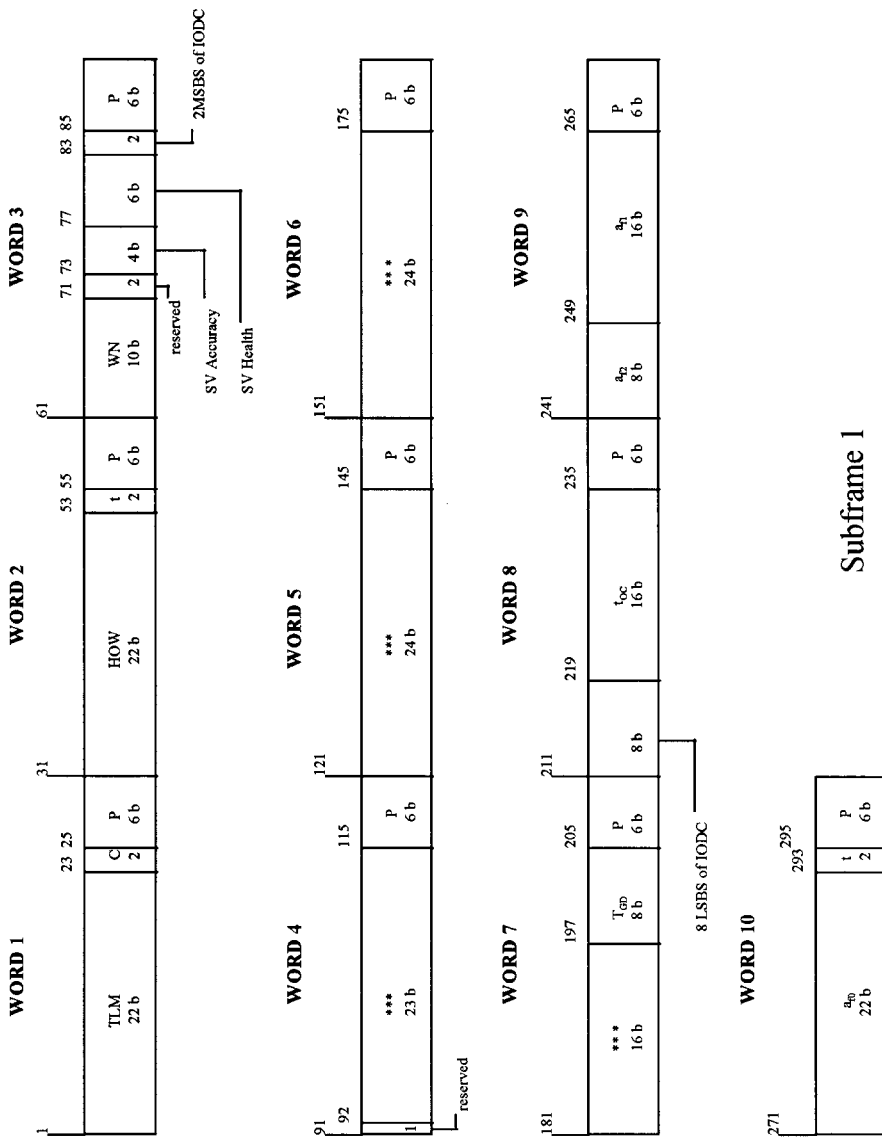 WORD 1 WORD 2 WORD 3
1 23 25 31 53 55 61 71 73 77 83 85
TLM C P HOW t P WN P
22 b 2 6 b 22 b 2 6 b 10 b 2 4 b 6 b 2 6 b
reserved
SV Accuracy
SV Health
2MSBS of IODC
WORD 4 WORD 5 WORD 6
91 92 115 121 145 151 175
*** P *** P *** P
1 23 b 6 b 24 b 6 b 24 b 6 b
reserved
WORD 7 WORD 8 WORD 9
181 197 205 211 219 235 241 249 265
*** TGD P tOC P af2 af1 P
16 b 8 b 6 b 8 b 16 b 6 b 8 b 16 b 6 b
8 LSBS of IODC
WORD 10
271 293 295
af0 t P
22 b 2 6 b
Subframe 1